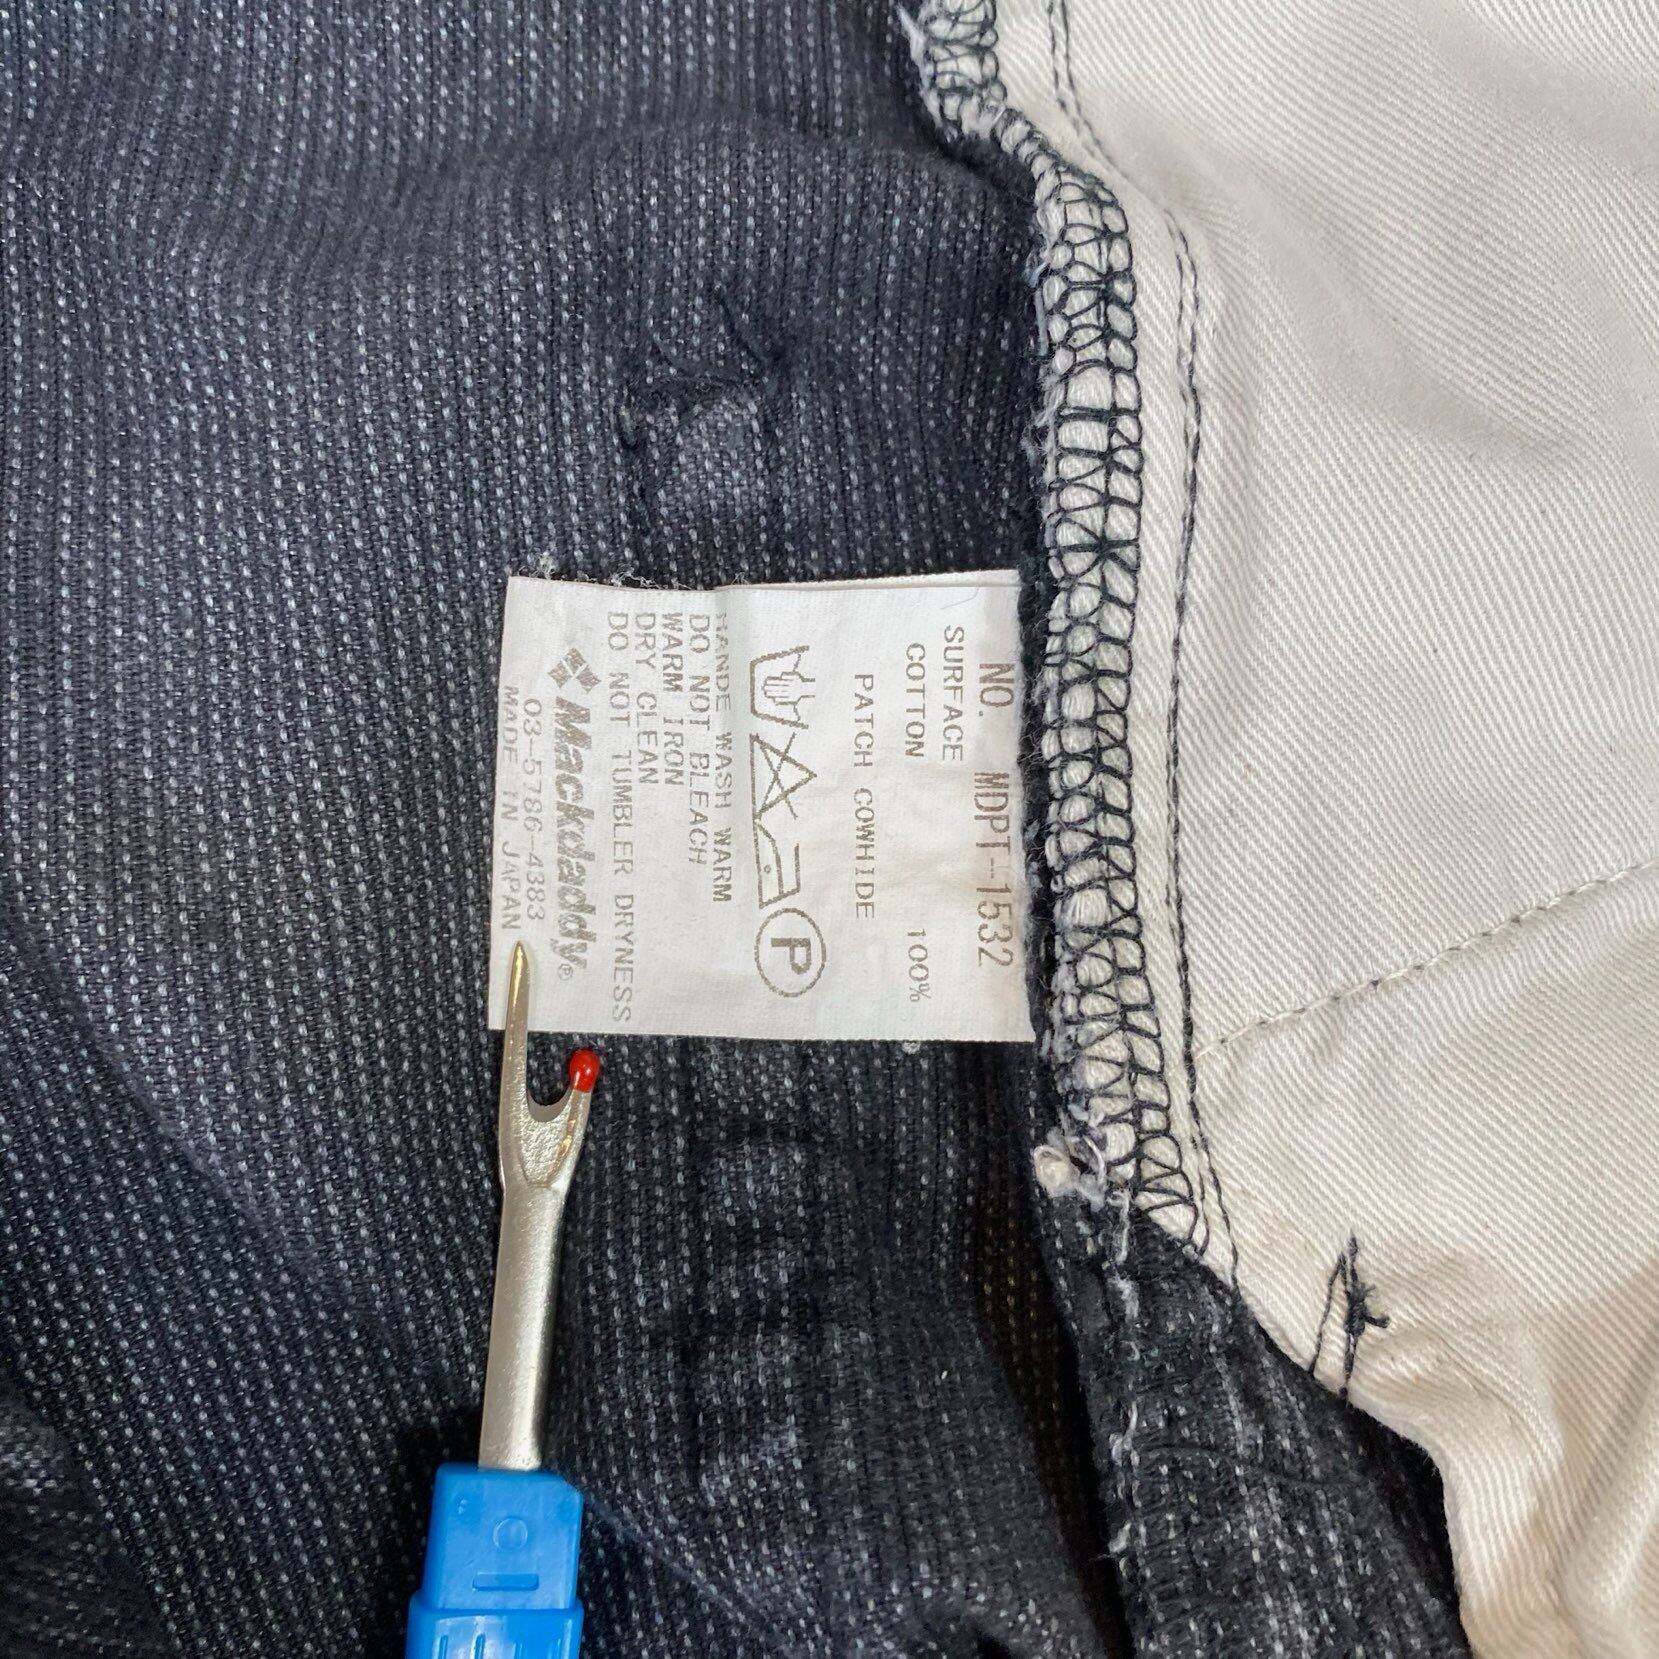 NO. MDPT-1532
SURFACE
COTTON 100%
PATCH COWHIDE
P
HANDE WASH WARM
DO NOT BLEACH
WARM IRON
DRY CLEAN
DO NOT TUMBLER DRYNESS
Mackdaddy®
03-5786-4383
MADE IN JAPAN